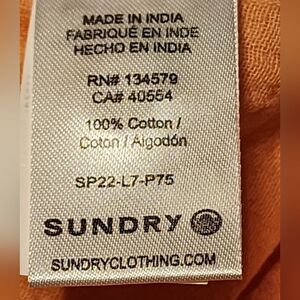 MADE IN INDIA
FABRIQUÉ EN INDE
HECHO EN INDIA
RN# 134579
CA# 40554
100% Cotton /
Coton / Algodón
SP22-L7-P75
SUNDRY
SUNDRYCLOTHING.COM